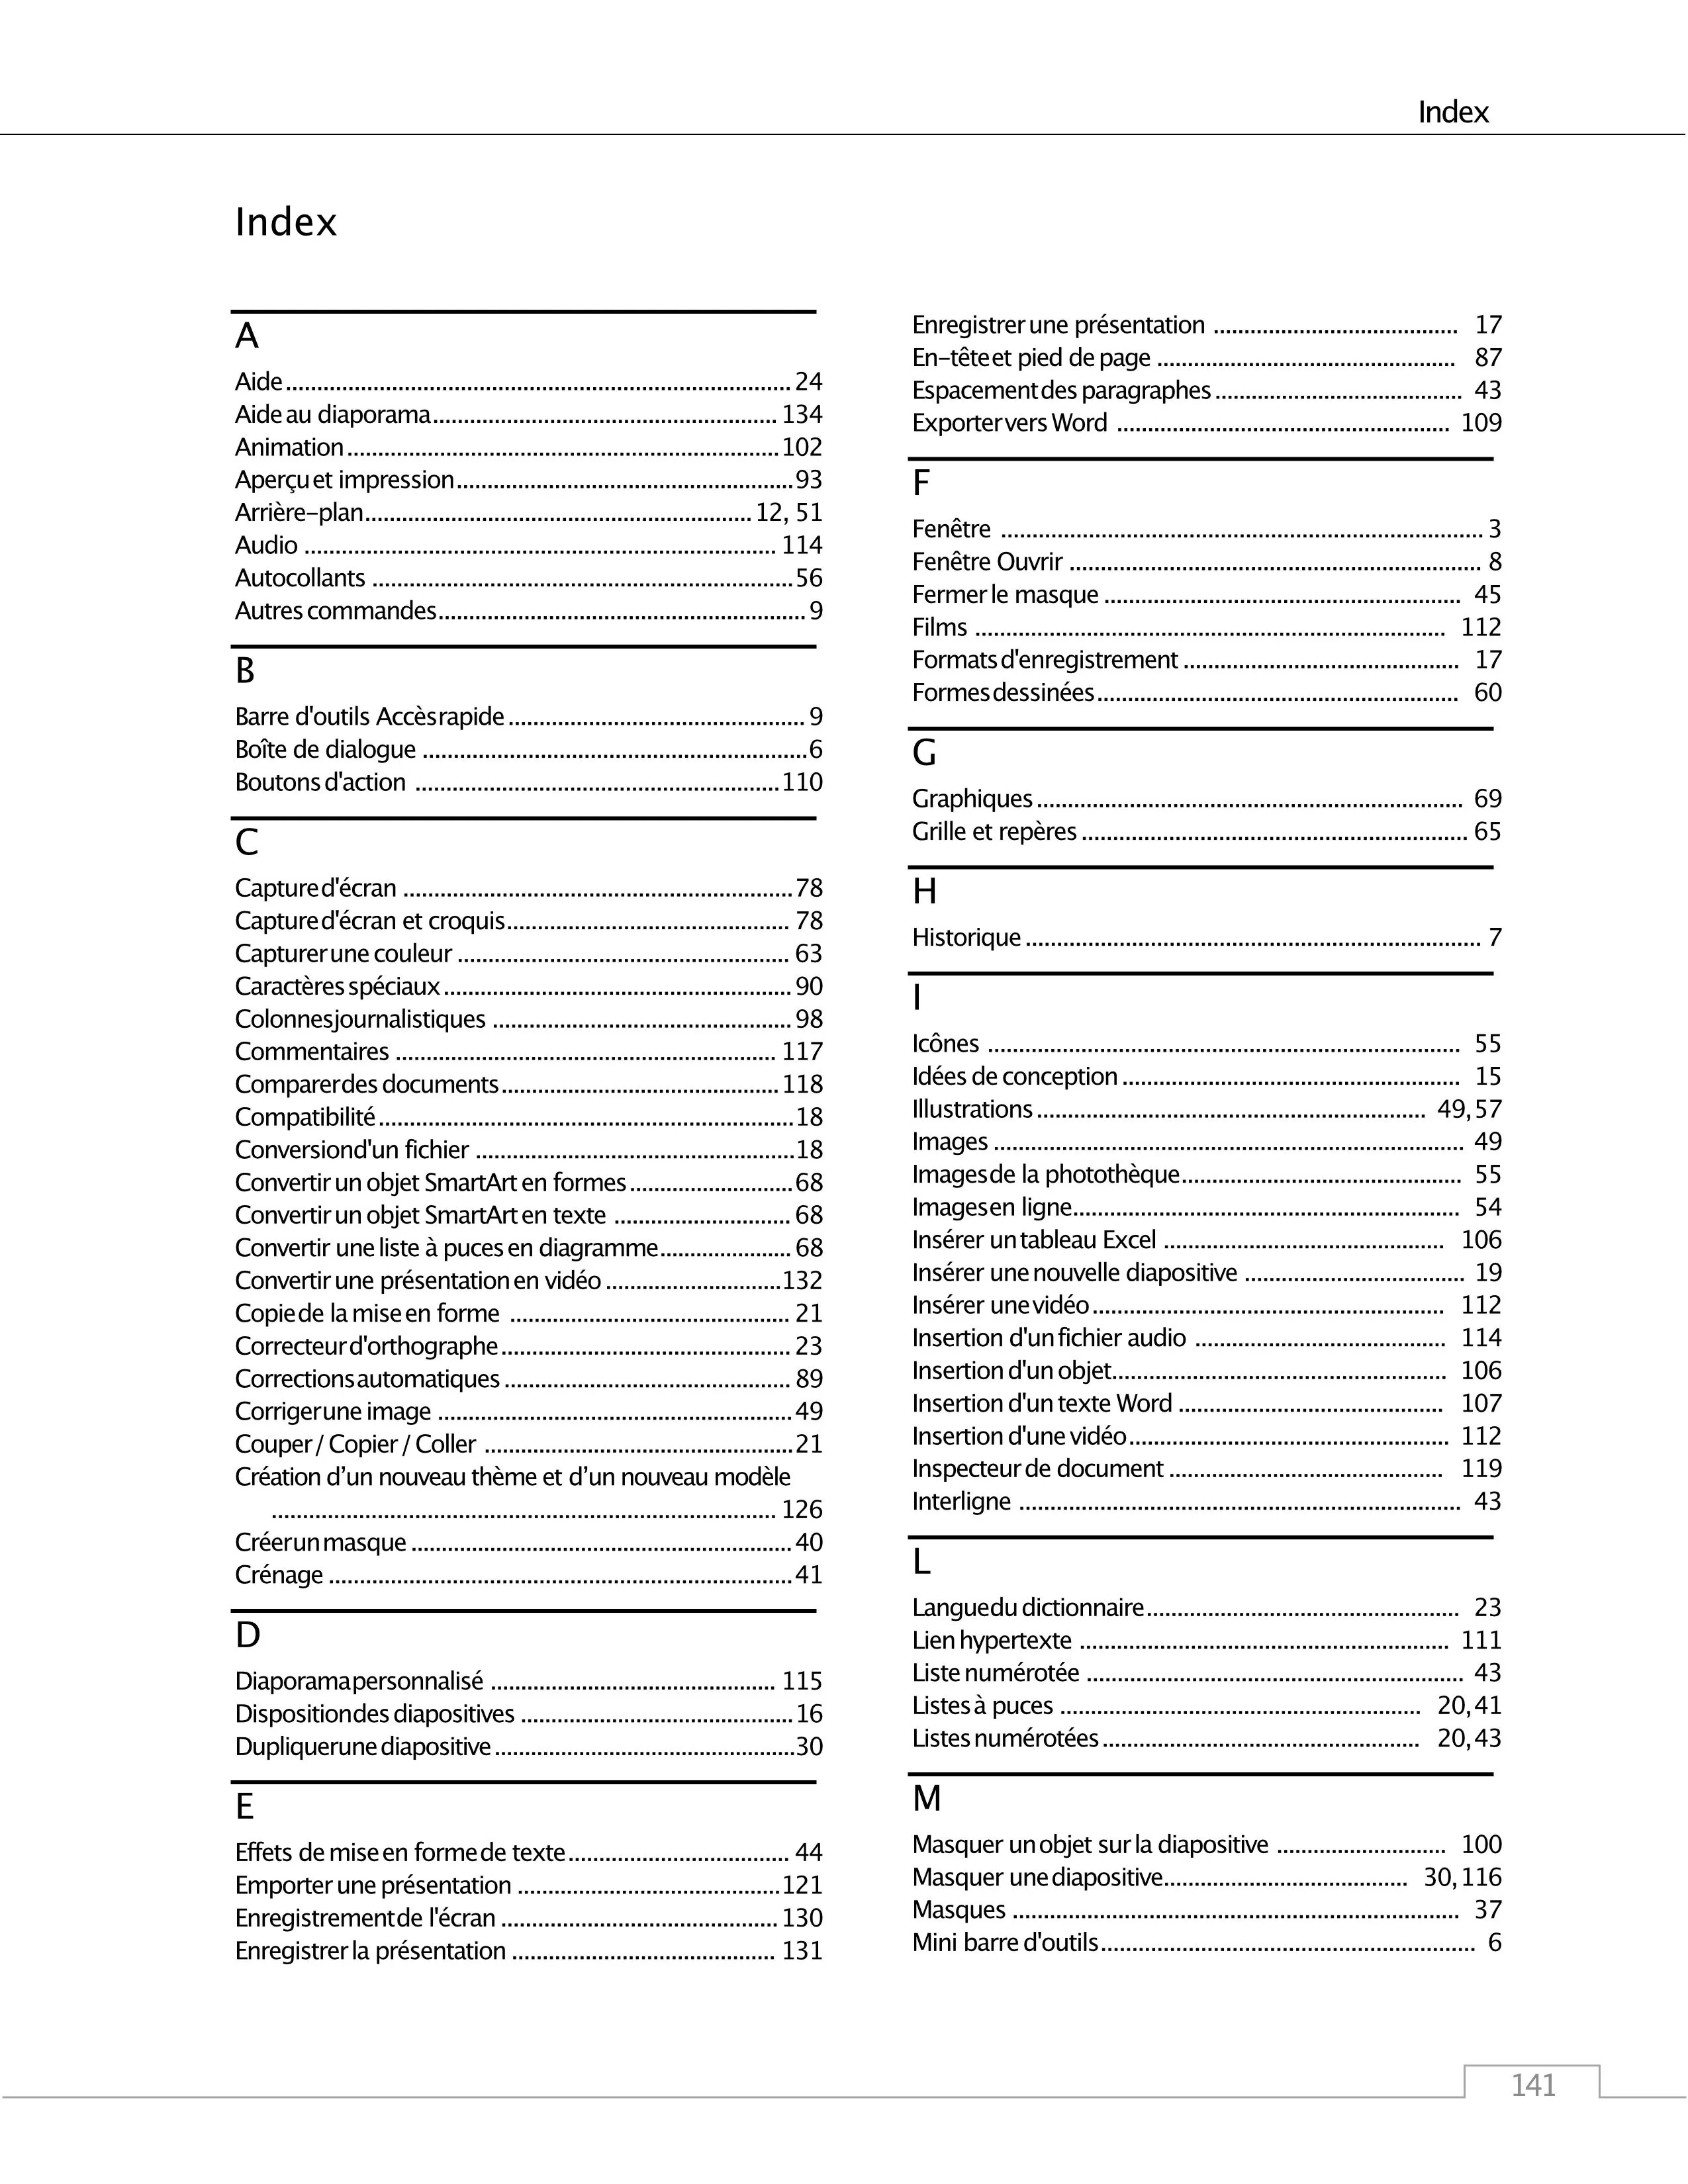 Index
Index
A
Aide ........ 24
Aide au diaporama ........ 134
Animation ........ 102
Aperçu et impression ........ 93
Arrière-plan ........ 12, 51
Audio ........ 114
Autocollants ........ 56
Autres commandes ........ 9
B
Barre d'outils Accès rapide ........ 9
Boîte de dialogue ........ 6
Boutons d'action ........ 110
C
Capture d'écran ........ 78
Capture d'écran et croquis ........ 78
Capturer une couleur ........ 63
Caractères spéciaux ........ 90
Colonnes journalistiques ........ 98
Commentaires ........ 117
Comparer des documents ........ 118
Compatibilité ........ 18
Conversion d'un fichier ........ 18
Convertir un objet SmartArt en formes ........ 68
Convertir un objet SmartArt en texte ........ 68
Convertir une liste à puces en diagramme ........ 68
Convertir une présentation en vidéo ........ 132
Copie de la mise en forme ........ 21
Correcteur d'orthographe ........ 23
Corrections automatiques ........ 89
Corriger une image ........ 49
Couper / Copier / Coller ........ 21
Création d’un nouveau thème et d’un nouveau modèle
........ 126
Créer un masque ........ 40
Crénage ........ 41
D
Diaporama personnalisé ........ 115
Disposition des diapositives ........ 16
Dupliquer une diapositive ........ 30
E
Effets de mise en forme de texte ........ 44
Emporter une présentation ........ 121
Enregistrement de l'écran ........ 130
Enregistrer la présentation ........ 131
Enregistrer une présentation ........ 17
En-tête et pied de page ........ 87
Espacement des paragraphes ........ 43
Exporter vers Word ........ 109
F
Fenêtre ........ 3
Fenêtre Ouvrir ........ 8
Fermer le masque ........ 45
Films ........ 112
Formats d'enregistrement ........ 17
Formes dessinées ........ 60
G
Graphiques ........ 69
Grille et repères ........ 65
H
Historique ........ 7
I
Icônes ........ 55
Idées de conception ........ 15
Illustrations ........ 49, 57
Images ........ 49
Images de la photothèque ........ 55
Images en ligne ........ 54
Insérer un tableau Excel ........ 106
Insérer une nouvelle diapositive ........ 19
Insérer une vidéo ........ 112
Insertion d'un fichier audio ........ 114
Insertion d'un objet ........ 106
Insertion d'un texte Word ........ 107
Insertion d'une vidéo ........ 112
Inspecteur de document ........ 119
Interligne ........ 43
L
Langue du dictionnaire ........ 23
Lien hypertexte ........ 111
Liste numérotée ........ 43
Listes à puces ........ 20, 41
Listes numérotées ........ 20, 43
M
Masquer un objet sur la diapositive ........ 100
Masquer une diapositive ........ 30, 116
Masques ........ 37
Mini barre d'outils ........ 6
141